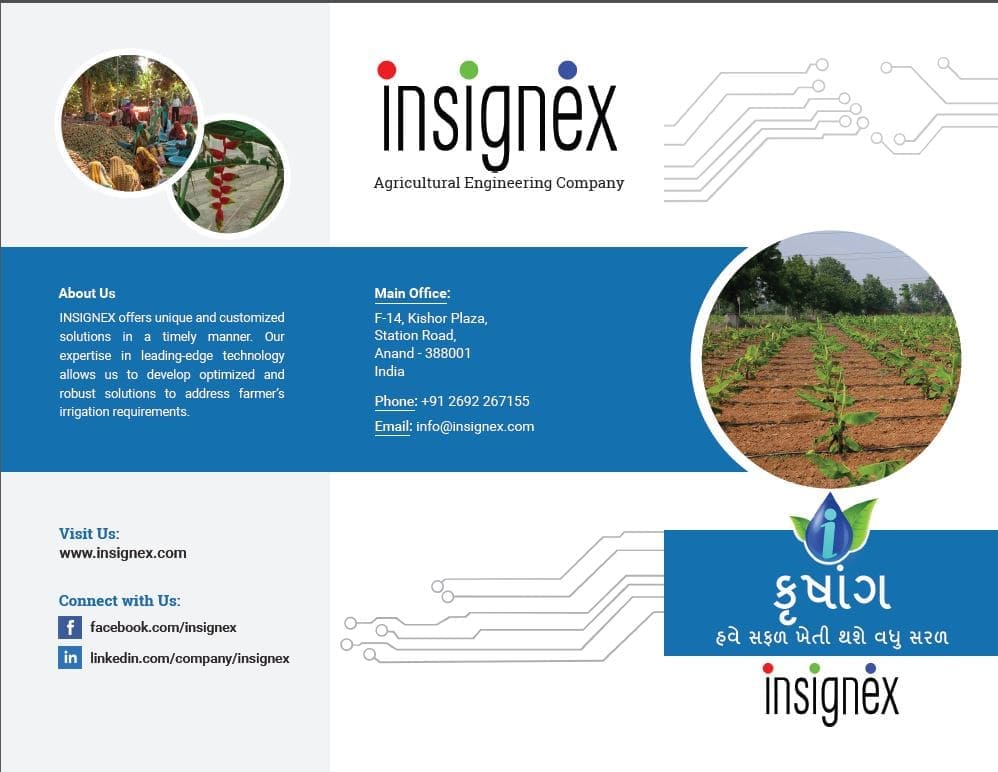 insignex
Agricultural Engineering Company
About Us
INSIGNEX offers unique and customized
solutions in a timely manner. Our
expertise in leading-edge technology
allows us to develop optimized and
robust solutions to address farmer's
irrigation requirements.
Visit Us:
www.insignex.com
Connect with Us:
f facebook.com/insignex
in linkedin.com/company/insignex
Main Office:
F-14, Kishor Plaza,
Station Road,
Anand - 388001
India
Phone: +91 2692 267155
Email: info@insignex.com
i
કૃષાંગ
હવે સફળ ખેતી થશે વધુ સરળ
insignex